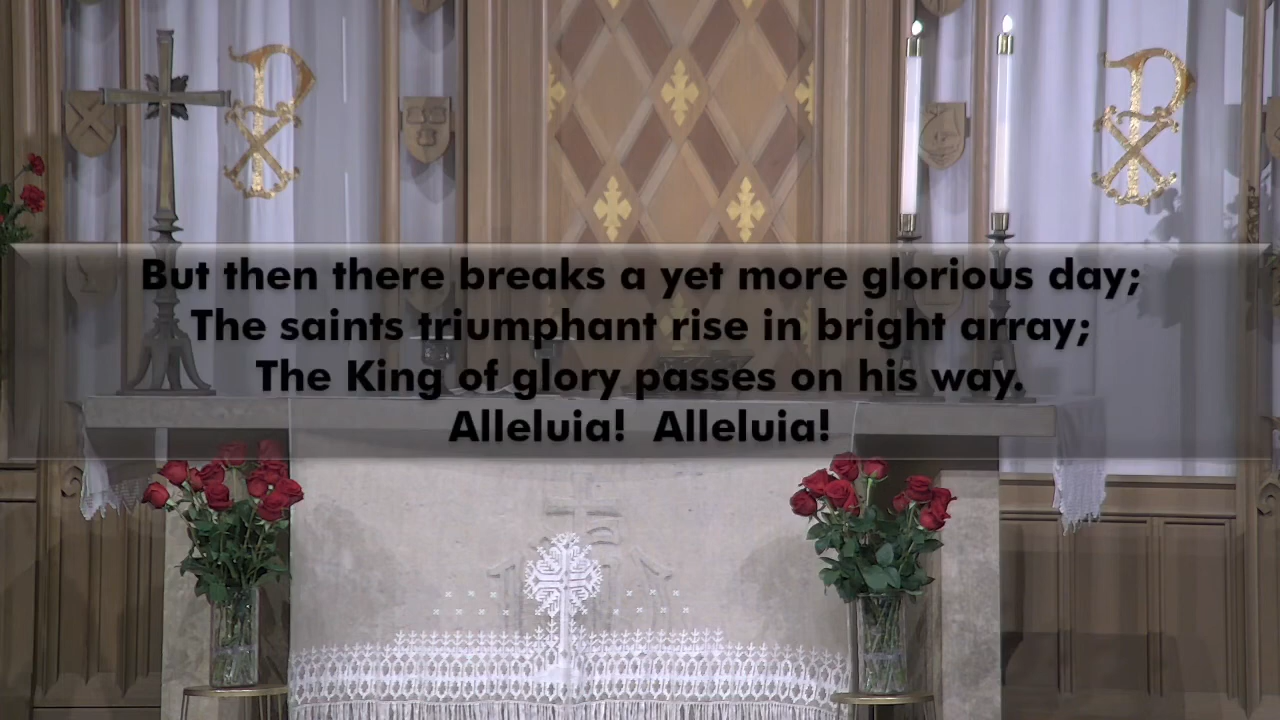 But then there breaks a yet more glorious day;
The saints triumphant rise in bright array;
The King of glory passes on his way.
Alleluia!  Alleluia!